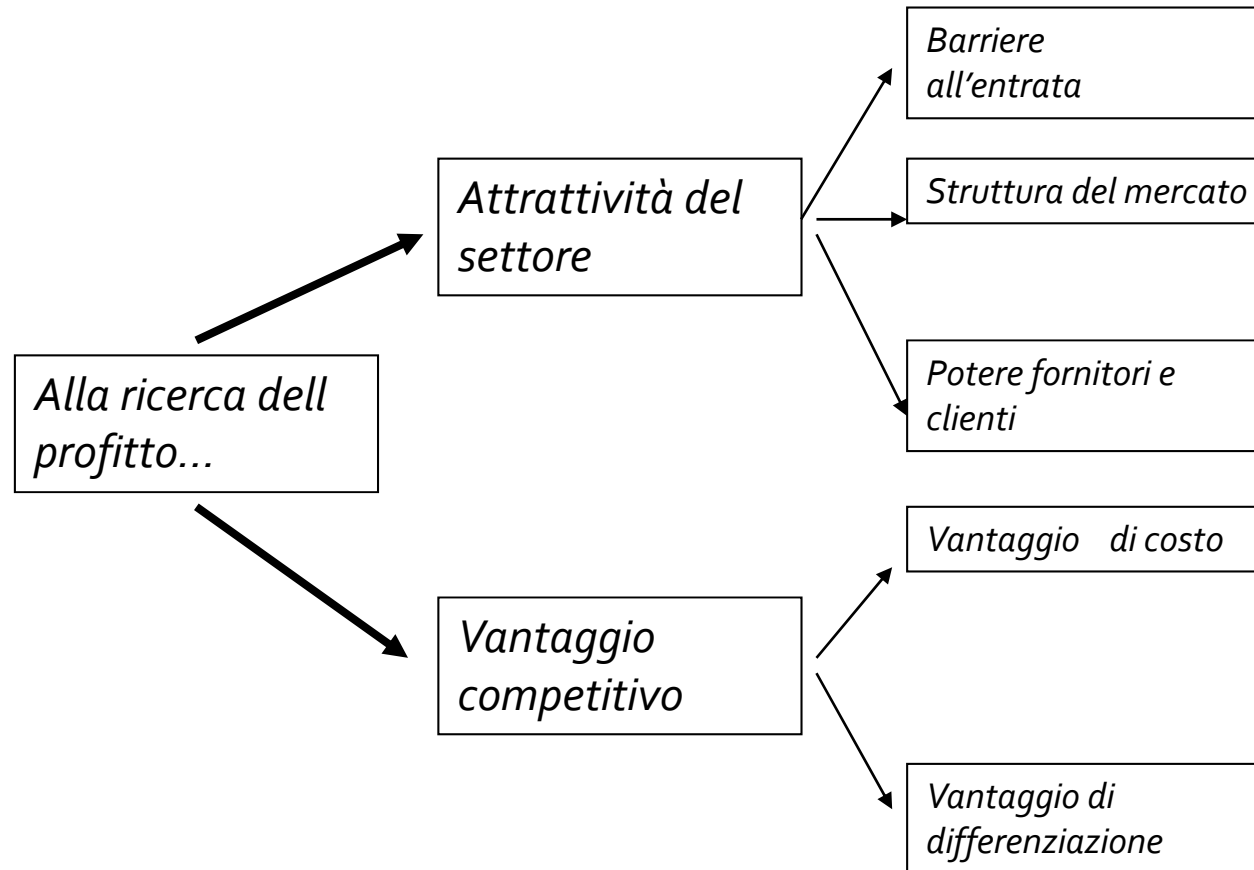 Barriere
all’entrata
Attrattività del
settore
Struttura del mercato
Alla ricerca dell
profitto…
Potere fornitori e
clienti
Vantaggio di costo
Vantaggio
competitivo
Vantaggio di
differenziazione